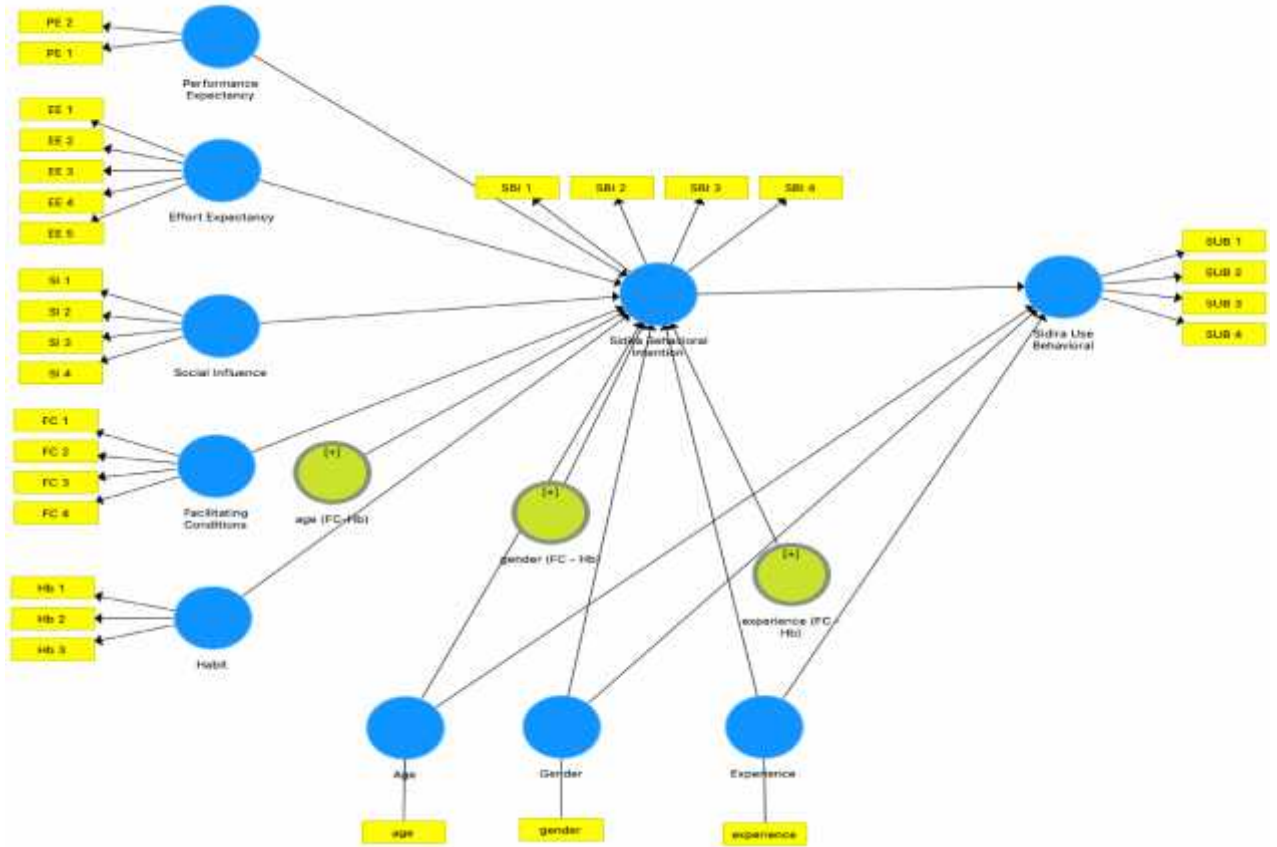 PE 2
PE 1
Performance
Expectancy
EE 1
EE 2
EE 3
EE 4
EE 5
Effort Expectancy
SBI 1
SBI 2
SBI 3
SBI 4
SUB 1
SUB 2
SUB 3
SUB 4
SI 1
SI 2
SI 3
SI 4
Social Influence
Sidira Behavioral
Intention
Sidira Use
Behavioral
FC 1
FC 2
FC 3
FC 4
Facilitating
Conditions
[+]
age (FC-Hb)
[+]
gender (FC - Hb)
[+]
experience (FC -
Hb)
Hb 1
Hb 2
Hb 3
Habit
Age
Gender
Experience
age
gender
experience